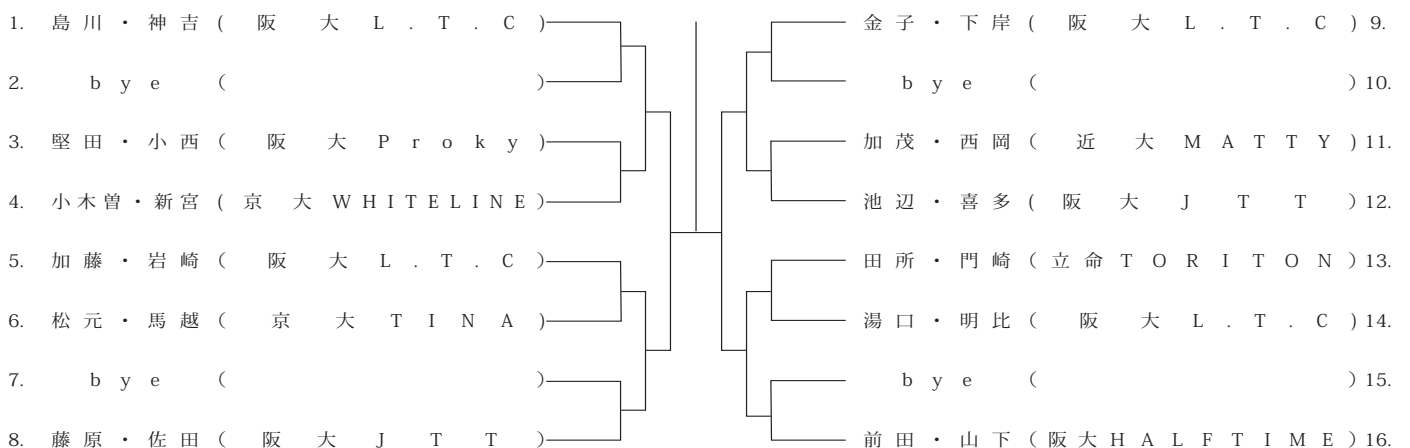 1. 島川・神吉(阪大L.T.C)
2. bye ( )
3. 堅田・小西(阪大Proky)
4. 小木曽・新宮(京大WHITELINE)
5. 加藤・岩崎(阪大L.T.C)
6. 松元・馬越(京大TINA)
7. bye ( )
8. 藤原・佐田(阪大JTT)
金子・下岸(阪大L.T.C)9.
bye ( )10.
加茂・西岡(近大MATTY)11.
池辺・喜多(阪大JTT)12.
田所・門崎(立命TORITON)13.
湯口・明比(阪大L.T.C)14.
bye ( )15.
前田・山下(阪大HALFTIME)16.